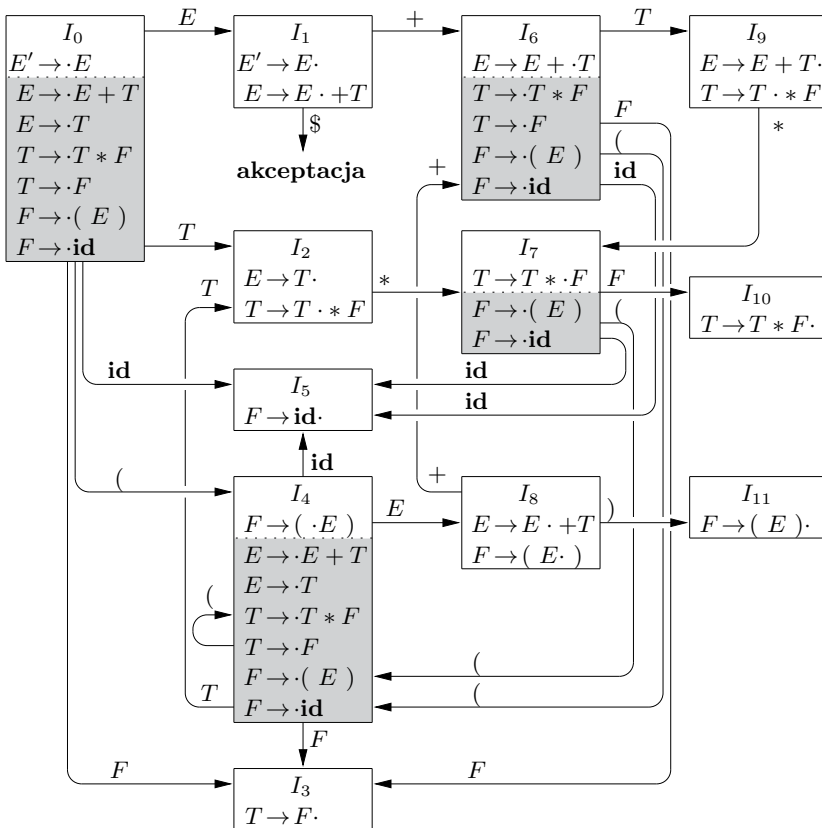 I₀
E′ → ·E
E → ·E + T
E → ·T
T → ·T * F
T → ·F
F → ·( E )
F → ·id
E
I₁
E′ → E·
E → E · +T
$
akceptacja
+
I₆
E → E + ·T
T → ·T * F
T → ·F
F → ·( E )
F → ·id
T
I₉
E → E + T·
T → T · * F
*
F
(
id
+
T
I₂
E → T·
T → T · * F
*
I₇
T → T * ·F
F → ·( E )
F → ·id
F
(
I₁₀
T → T * F·
T
id
I₅
F → id·
id
id
id
(
I₄
F → ( ·E )
E → ·E + T
E → ·T
T → ·T * F
T → ·F
F → ·( E )
F → ·id
E
+
I₈
E → E · +T
F → ( E· )
)
I₁₁
F → ( E )·
(
T
(
(
F
F
I₃
T → F·
F